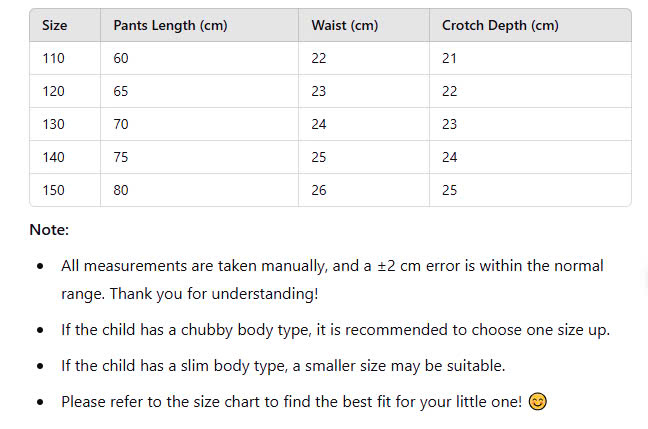 Size Pants Length (cm) Waist (cm) Crotch Depth (cm)
110 60 22 21
120 65 23 22
130 70 24 23
140 75 25 24
150 80 26 25
Note:
• All measurements are taken manually, and a ±2 cm error is within the normal
range. Thank you for understanding!
• If the child has a chubby body type, it is recommended to choose one size up.
• If the child has a slim body type, a smaller size may be suitable.
• Please refer to the size chart to find the best fit for your little one! 😊